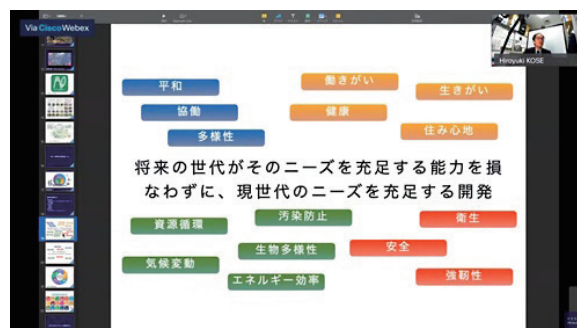 Via Cisco Webex
Hiroyuki KOSE
平和
働きがい
生きがい
協働
健康
多様性
住み心地
将来の世代がそのニーズを充足する能力を損
なわずに、現世代のニーズを充足する開発
資源循環
汚染防止
衛生
生物多様性
安全
気候変動
エネルギー効率
強靭性